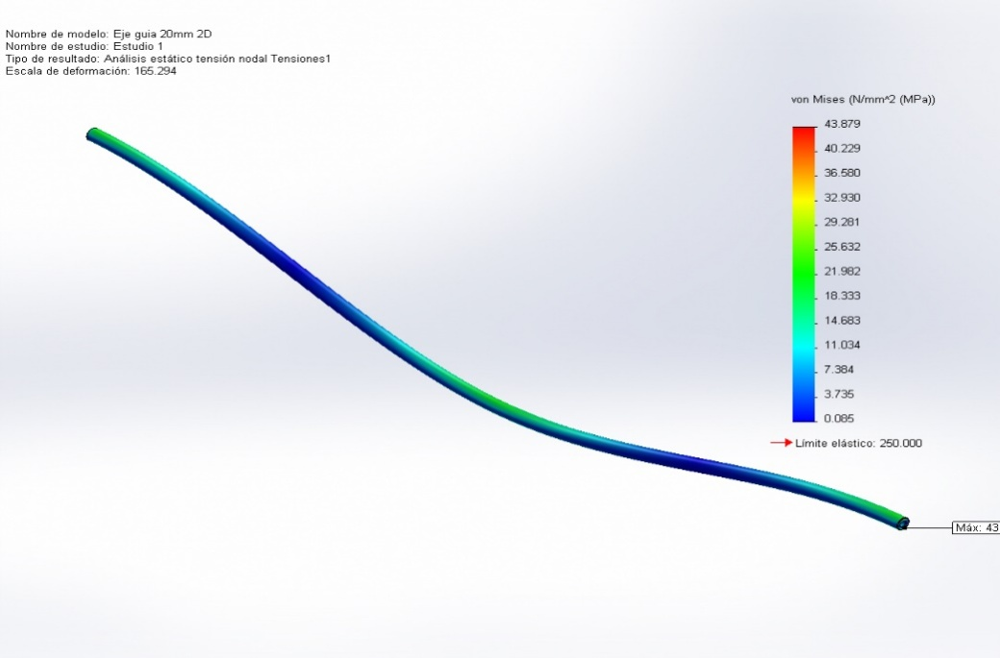 Nombre de modelo: Eje guia 20mm 2D
Nombre de estudio: Estudio 1
Tipo de resultado: Análisis estático tensión nodal Tensiones1
Escala de deformación: 165.294
von Mises (N/mm^2 (MPa))
43.879
40.229
36.580
32.930
29.281
25.632
21.982
18.333
14.683
11.034
7.384
3.735
0.085
Límite elástico: 250.000
Máx: 43